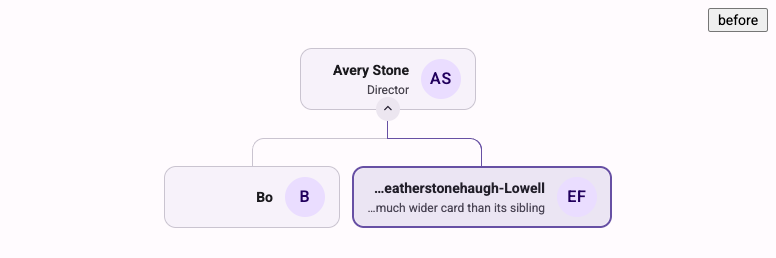 before
Avery Stone
Director
AS
Bo
B
...eatherstonehaugh-Lowell
...much wider card than its sibling
EF